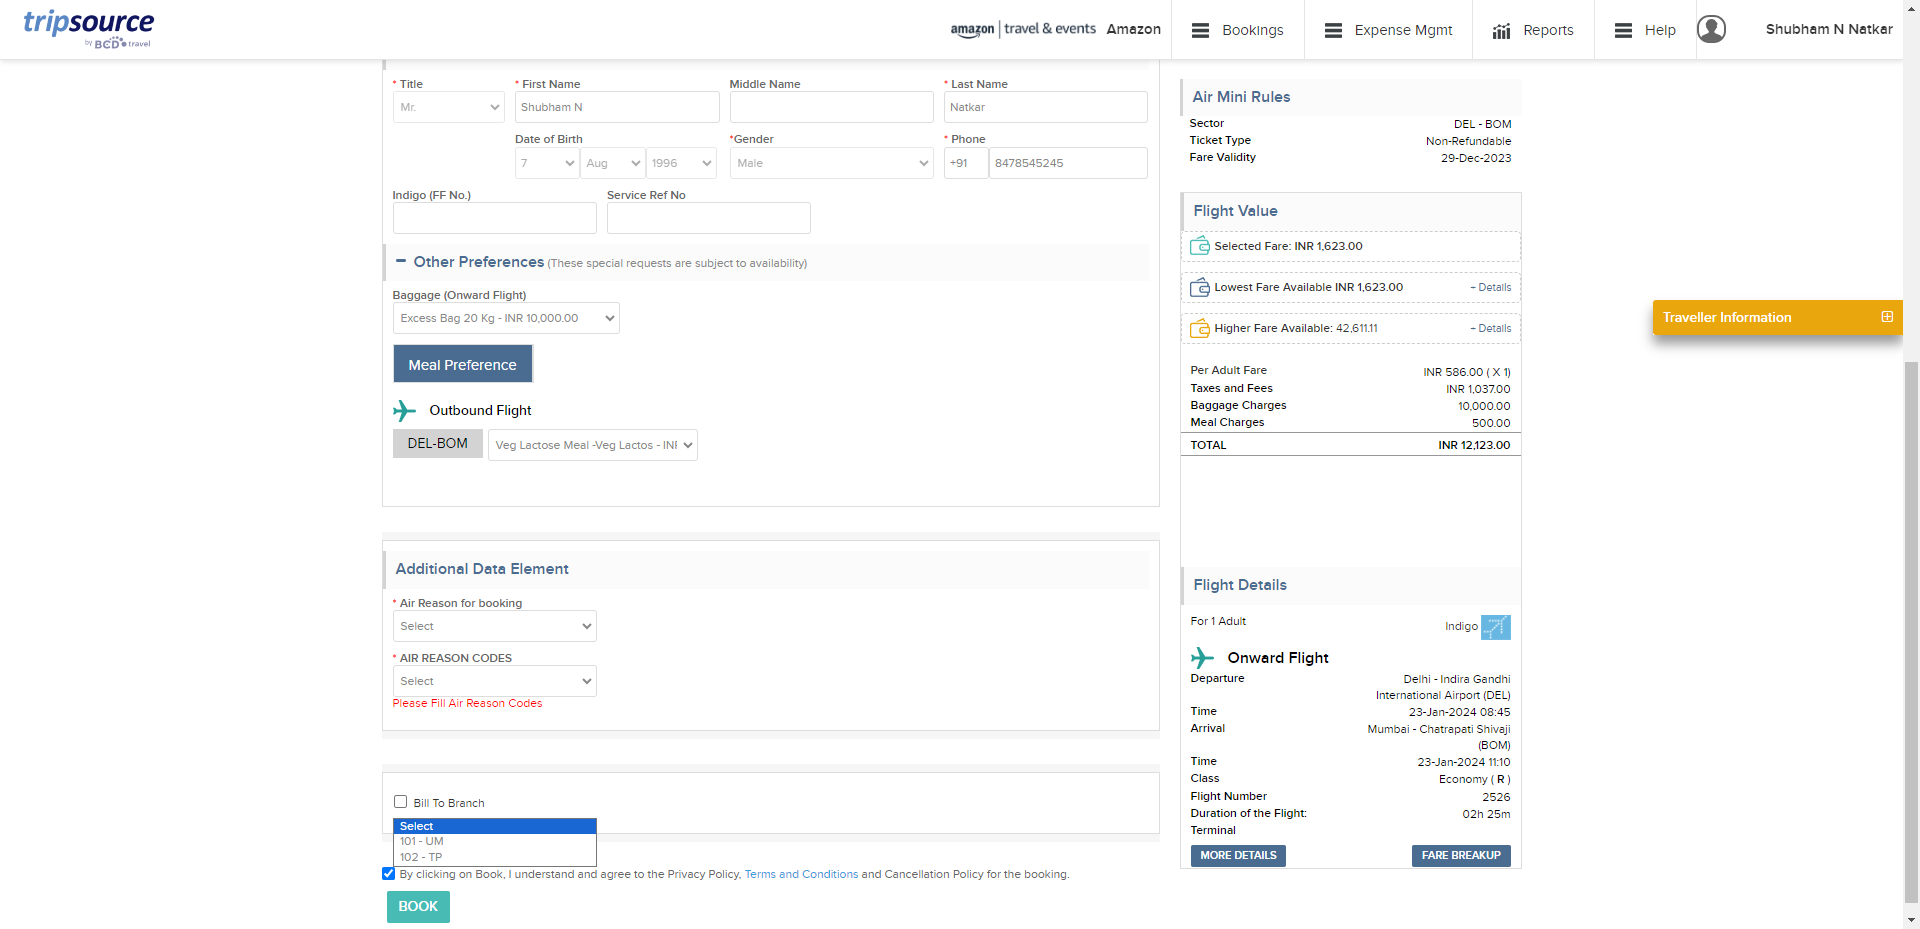 tripsource
by BCD travel
amazon | travel & events Amazon
Bookings
Expense Mgmt
Reports
Help
Shubham N Natkar
* Title
* First Name
Middle Name
* Last Name
Mr.
Shubham N
Natkar
Date of Birth
*Gender
* Phone
7
Aug
1996
Male
+91
8478545245
Indigo (FF No.)
Service Ref No
Other Preferences (These special requests are subject to availability)
Baggage (Onward Flight)
Excess Bag 20 Kg - INR 10,000.00
Meal Preference
Outbound Flight
DEL-BOM
Veg Lactose Meal -Veg Lactos - INR
Additional Data Element
* Air Reason for booking
Select
* AIR REASON CODES
Select
Please Fill Air Reason Codes
Bill To Branch
Select
101 - UM
102 - TP
By clicking on Book, I understand and agree to the Privacy Policy, Terms and Conditions and Cancellation Policy for the booking.
BOOK
Air Mini Rules
Sector DEL - BOM
Ticket Type Non-Refundable
Fare Validity 29-Dec-2023
Flight Value
Selected Fare: INR 1,623.00
Lowest Fare Available INR 1,623.00 + Details
Higher Fare Available: 42,611.11 + Details
Per Adult Fare INR 586.00 ( X 1)
Taxes and Fees INR 1,037.00
Baggage Charges 10,000.00
Meal Charges 500.00
TOTAL INR 12,123.00
Flight Details
For 1 Adult Indigo
Onward Flight
Departure Delhi - Indira Gandhi
International Airport (DEL)
Time 23-Jan-2024 08:45
Arrival Mumbai - Chatrapati Shivaji
(BOM)
Time 23-Jan-2024 11:10
Class Economy ( R )
Flight Number 2526
Duration of the Flight: 02h 25m
Terminal
MORE DETAILS
FARE BREAKUP
Traveller Information